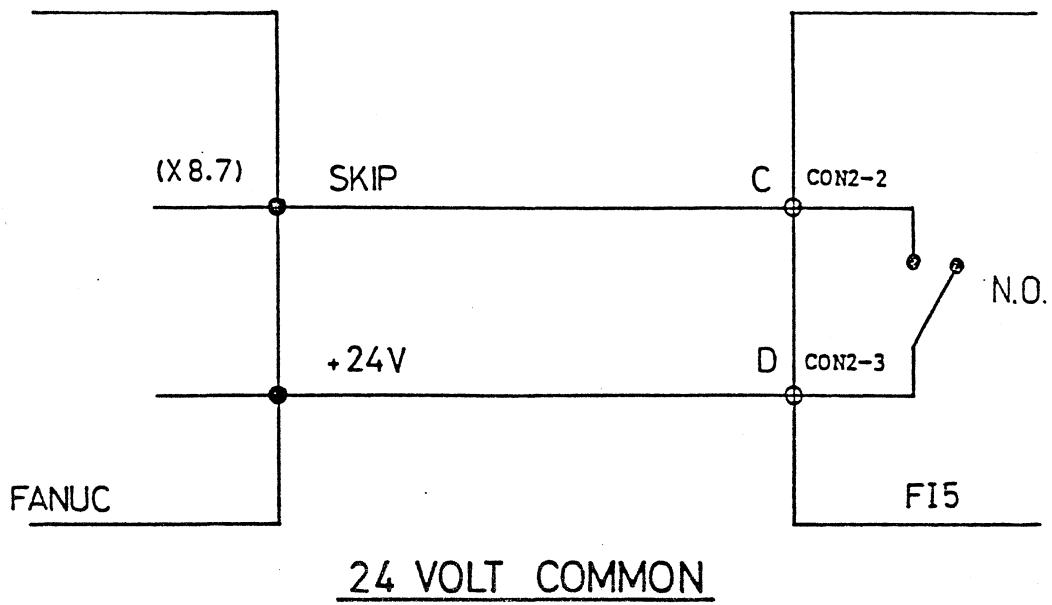 (X8.7) SKIP C CON2-2
N.O.
+24V D CON2-3
FANUC FI5
24 VOLT COMMON